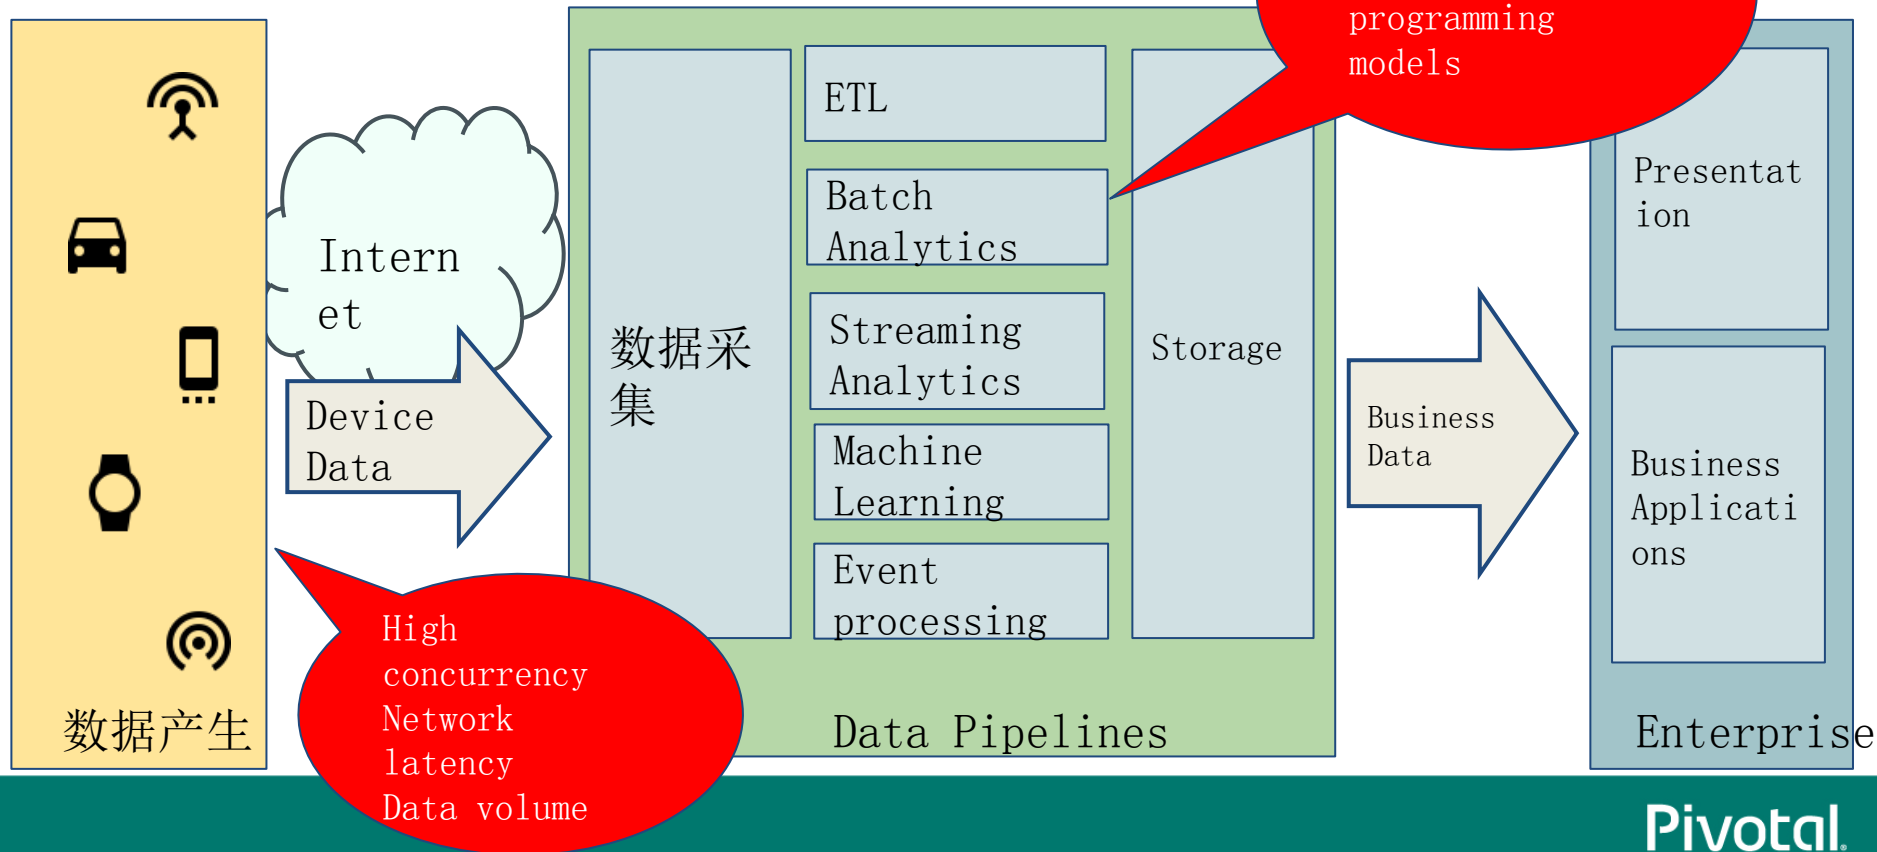 programming
models
ETL
Batch
Analytics
Streaming
Analytics
Machine
Learning
Event
processing
数据采
集
Storage
Intern
et
Device
Data
Business
Data
Presentat
ion
Business
Applicati
ons
High
concurrency
Network
latency
Data volume
数据产生
Data Pipelines
Enterprise
Pivotal.